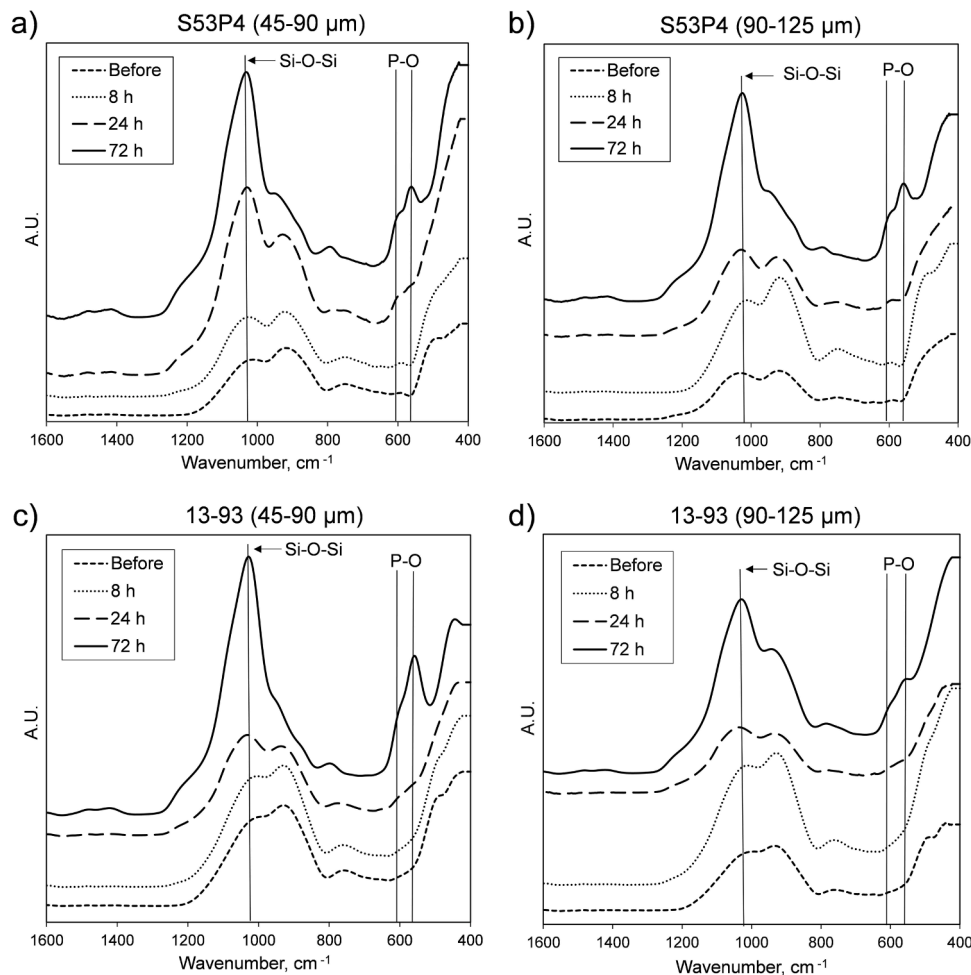 a)
S53P4 (45-90 µm)
Before
8 h
24 h
72 h
Si-O-Si
P-O
A.U.
1600 1400 1200 1000 800 600 400
Wavenumber, cm⁻¹
b)
S53P4 (90-125 µm)
Before
8 h
24 h
72 h
Si-O-Si
P-O
A.U.
1600 1400 1200 1000 800 600 400
Wavenumber, cm⁻¹
c)
13-93 (45-90 µm)
Before
8 h
24 h
72 h
Si-O-Si
P-O
A.U.
1600 1400 1200 1000 800 600 400
Wavenumber, cm⁻¹
d)
13-93 (90-125 µm)
Before
8 h
24 h
72 h
Si-O-Si
P-O
A.U.
1600 1400 1200 1000 800 600 400
Wavenumber, cm⁻¹